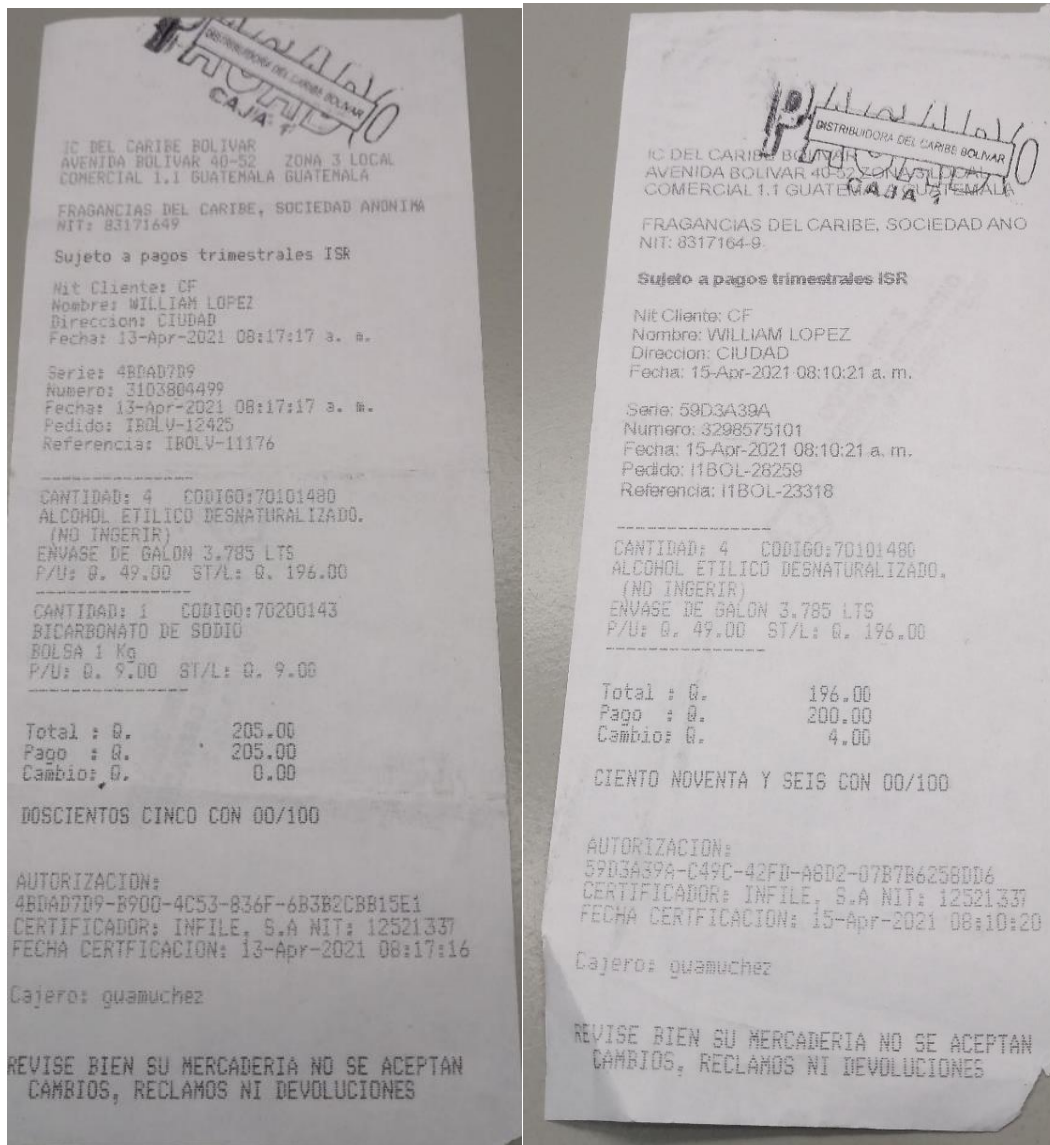 DISTRIBUIDORA DEL CARIBE BOLIVAR
CAJA 1
IC DEL CARIBE BOLIVAR
AVENIDA BOLIVAR 40-52 ZONA 3 LOCAL
COMERCIAL 1.1 GUATEMALA GUATEMALA
FRAGANCIAS DEL CARIBE, SOCIEDAD ANONIMA
NIT: 83171649
Sujeto a pagos trimestrales ISR
Nit Cliente: CF
Nombre: WILLIAM LOPEZ
Direccion: CIUDAD
Fecha: 13-Apr-2021 08:17:17 a. m.
Serie: 4BDAD7D9
Numero: 3103804499
Fecha: 13-Apr-2021 08:17:17 a. m.
Pedido: IBOLV-12425
Referencia: IBOLV-11176
CANTIDAD: 4 CODIGO:70101480
ALCOHOL ETILICO DESNATURALIZADO.
(NO INGERIR)
ENVASE DE GALON 3.785 LTS
P/U: Q. 49.00 ST/L: Q. 196.00
CANTIDAD: 1 CODIGO:70200143
BICARBONATO DE SODIO
BOLSA 1 Kg
P/U: Q. 9.00 ST/L: Q. 9.00
Total : Q. 205.00
Pago : Q. 205.00
Cambio: Q. 0.00
DOSCIENTOS CINCO CON 00/100
AUTORIZACION:
4BDAD7D9-B900-4C53-836F-6B3B2CBB15E1
CERTIFICADOR: INFILE, S.A NIT: 12521337
FECHA CERTFICACION: 13-Apr-2021 08:17:16
Cajero: guamuchez
REVISE BIEN SU MERCADERIA NO SE ACEPTAN
CAMBIOS, RECLAMOS NI DEVOLUCIONES
DISTRIBUIDORA DEL CARIBE BOLIVAR
CAJA 1
IC DEL CARIBE BOLIVAR
AVENIDA BOLIVAR 40-52 ZONA 3 LOCAL
COMERCIAL 1.1 GUATEMALA GUATEMALA
FRAGANCIAS DEL CARIBE, SOCIEDAD ANO
NIT: 8317164-9
Sujeto a pagos trimestrales ISR
Nit Cliente: CF
Nombre: WILLIAM LOPEZ
Direccion: CIUDAD
Fecha: 15-Apr-2021 08:10:21 a. m.
Serie: 59D3A39A
Numero: 3298575101
Fecha: 15-Apr-2021 08:10:21 a. m.
Pedido: I1BOL-28259
Referencia: I1BOL-23318
CANTIDAD: 4 CODIGO:70101480
ALCOHOL ETILICO DESNATURALIZADO.
(NO INGERIR)
ENVASE DE GALON 3.785 LTS
P/U: Q. 49.00 ST/L: Q. 196.00
Total : Q. 196.00
Pago : Q. 200.00
Cambio: Q. 4.00
CIENTO NOVENTA Y SEIS CON 00/100
AUTORIZACION:
59D3A39A-C49C-42FD-A8D2-07B7B6258DD6
CERTIFICADOR: INFILE, S.A NIT: 12521337
FECHA CERTFICACION: 15-Apr-2021 08:10:20
Cajero: guamuchez
REVISE BIEN SU MERCADERIA NO SE ACEPTAN
CAMBIOS, RECLAMOS NI DEVOLUCIONES